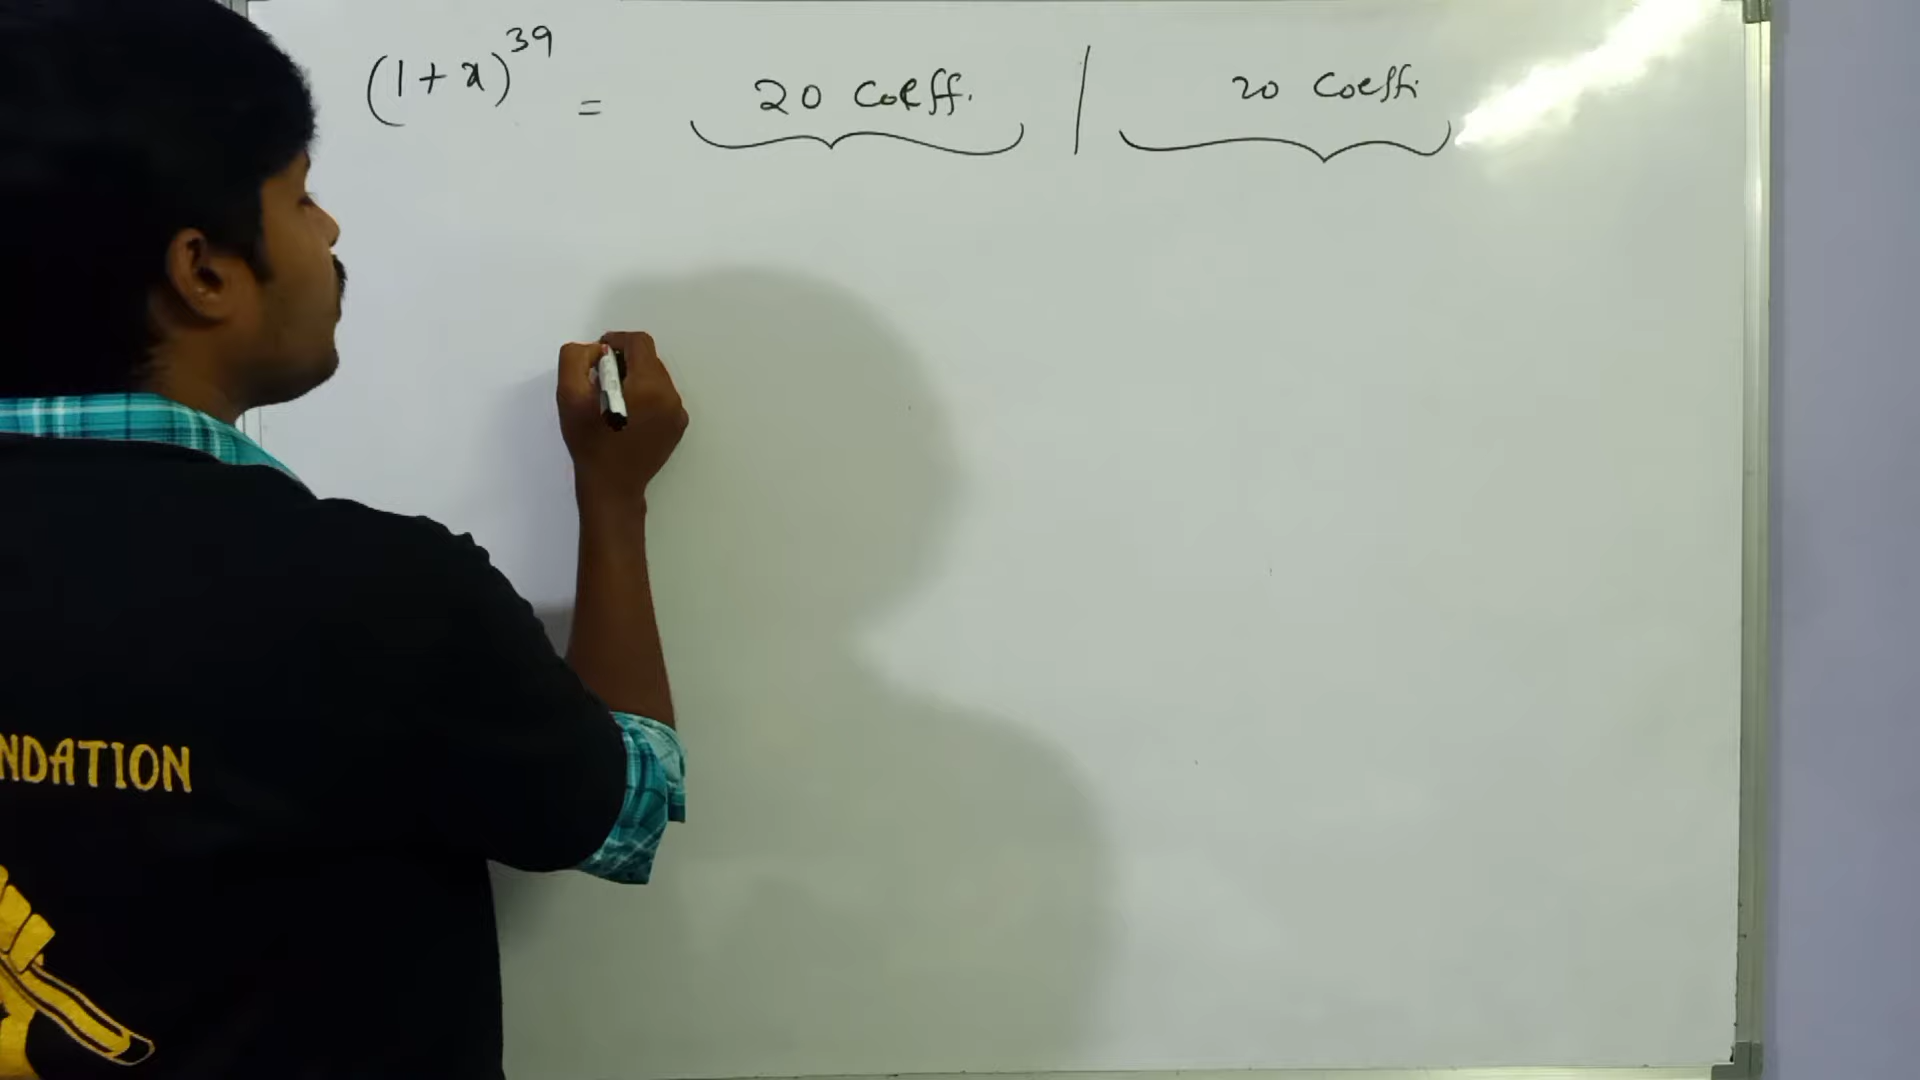 (1+x)^39 = 20 Coeff. | 20 Coeffi
NDATION